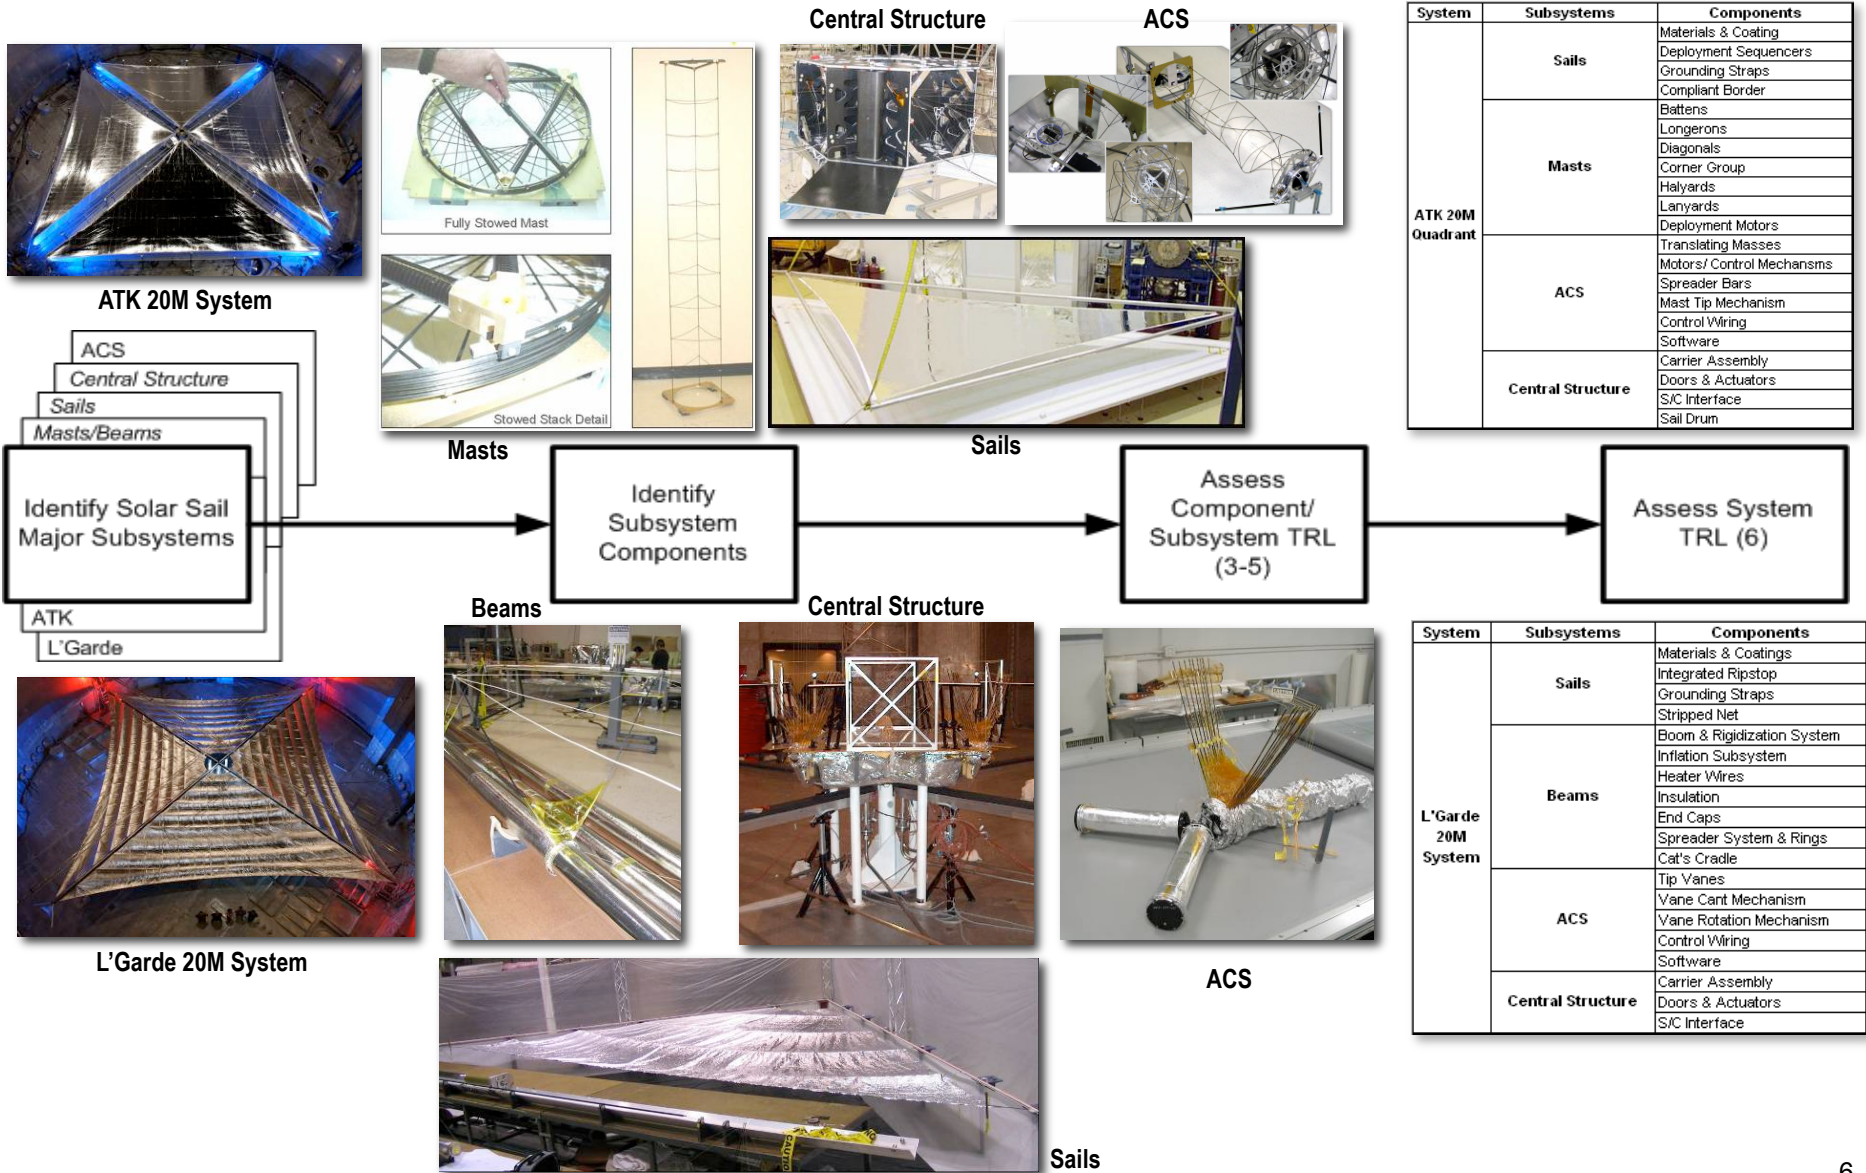 Central Structure
ACS
Fully Stowed Mast
Stowed Stack Detail
ATK 20M System
Masts
Sails
System Subsystems Components
ATK 20M
Quadrant
Sails
Materials & Coating
Deployment Sequencers
Grounding Straps
Compliant Border
Masts
Battens
Longerons
Diagonals
Corner Group
Halyards
Lanyards
Deployment Motors
ACS
Translating Masses
Motors/ Control Mechansms
Spreader Bars
Mast Tip Mechanism
Control Wiring
Software
Central Structure
Carrier Assembly
Doors & Actuators
S/C Interface
Sail Drum
ACS
Central Structure
Sails
Masts/Beams
Identify Solar Sail
Major Subsystems
ATK
L'Garde
Identify
Subsystem
Components
Assess
Component/
Subsystem TRL
(3-5)
Assess System
TRL (6)
Beams
Central Structure
L'Garde 20M System
ACS
CAUTION
Sails
System Subsystems Components
L'Garde
20M
System
Sails
Materials & Coatings
Integrated Ripstop
Grounding Straps
Stripped Net
Beams
Boom & Rigidization System
Inflation Subsystem
Heater Wires
Insulation
End Caps
Spreader System & Rings
Cat's Cradle
ACS
Tip Vanes
Vane Cant Mechanism
Vane Rotation Mechanism
Control Wiring
Software
Central Structure
Carrier Assembly
Doors & Actuators
S/C Interface
6